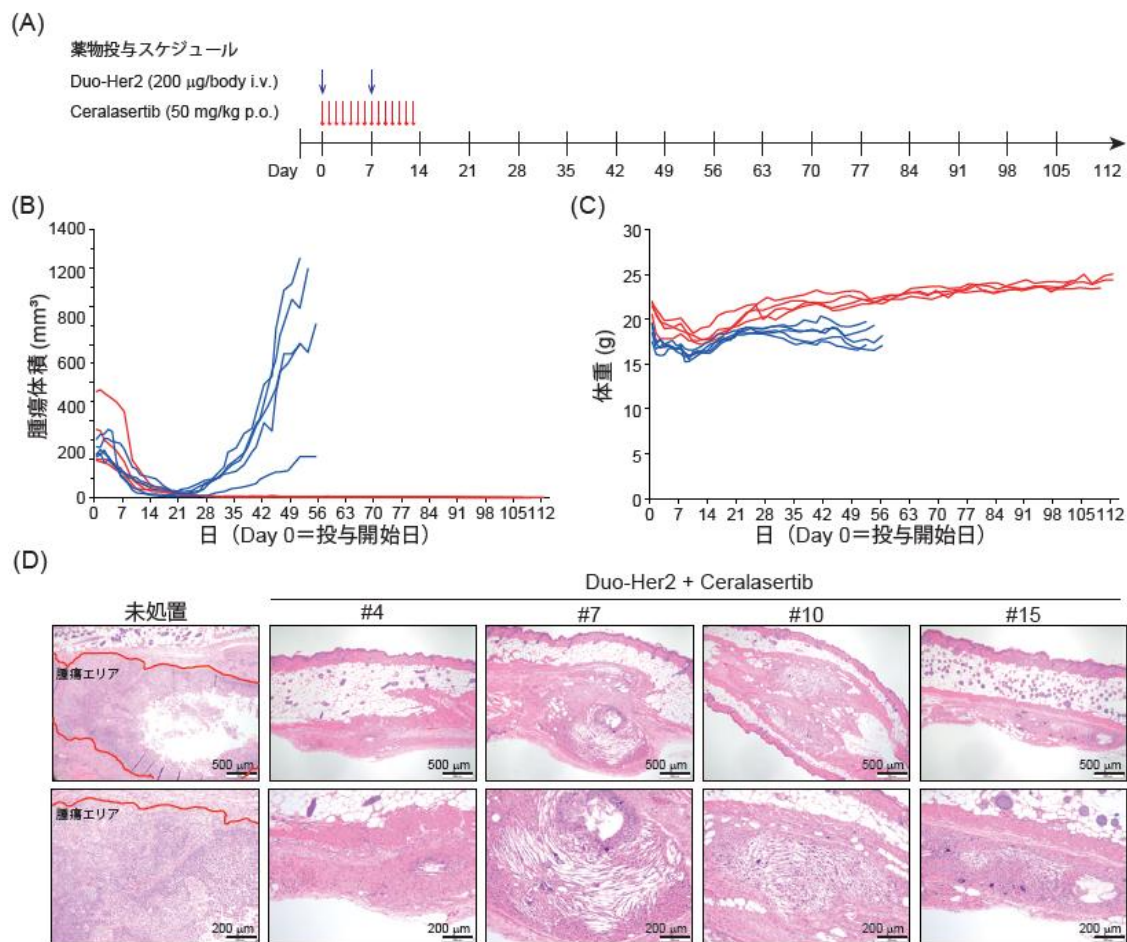 (A)
薬物投与スケジュール
Duo-Her2 (200 μg/body i.v.)
Ceralasertib (50 mg/kg p.o.)
Day 0 7 14 21 28 35 42 49 56 63 70 77 84 91 98 105 112
(B)
腫瘍体積 (mm³)
1400
1200
800
600
400
200
0
0 7 14 21 28 35 42 49 56 63 70 77 84 91 98 105 112
日（Day 0＝投与開始日）
(C)
体重 (g)
30
25
20
15
10
5
0
0 7 14 21 28 35 42 49 56 63 70 77 84 91 98 105 112
日（Day 0＝投与開始日）
(D)
Duo-Her2 + Ceralasertib
未処置 #4 #7 #10 #15
腫瘍エリア
500 μm 500 μm 500 μm 500 μm 500 μm
腫瘍エリア
200 μm 200 μm 200 μm 200 μm 200 μm